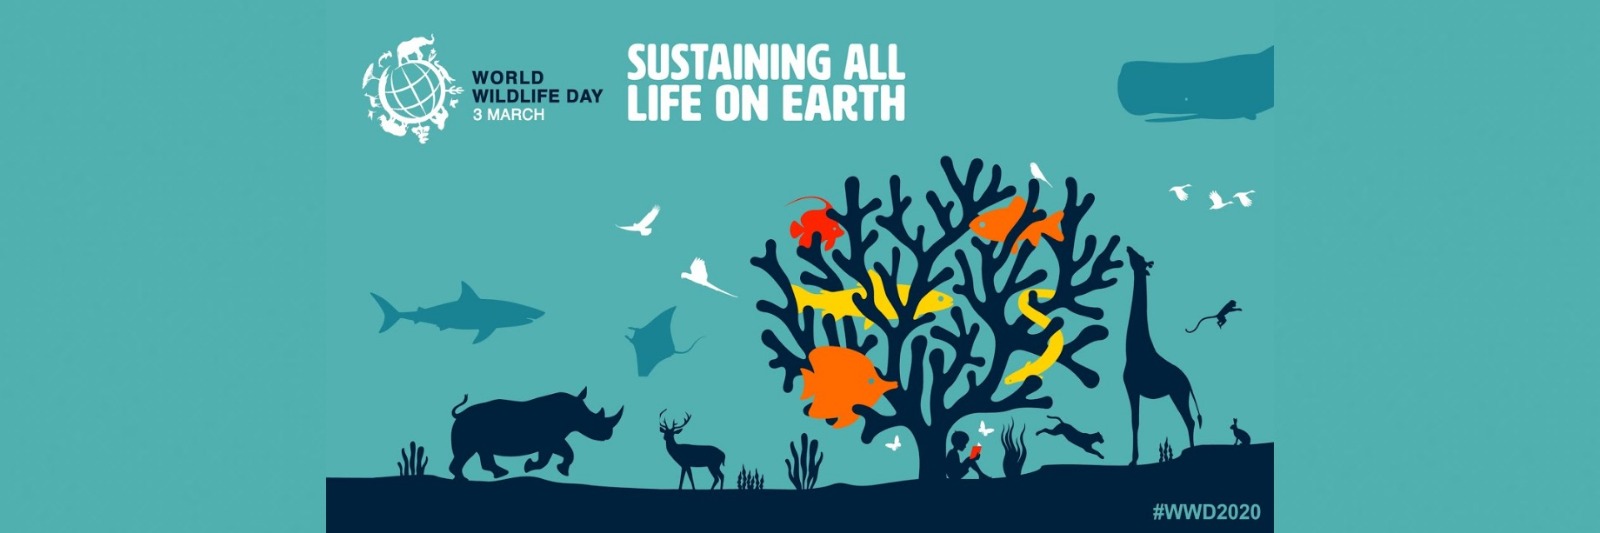 WORLD
WILDLIFE DAY
3 MARCH
SUSTAINING ALL
LIFE ON EARTH
#WWD2020